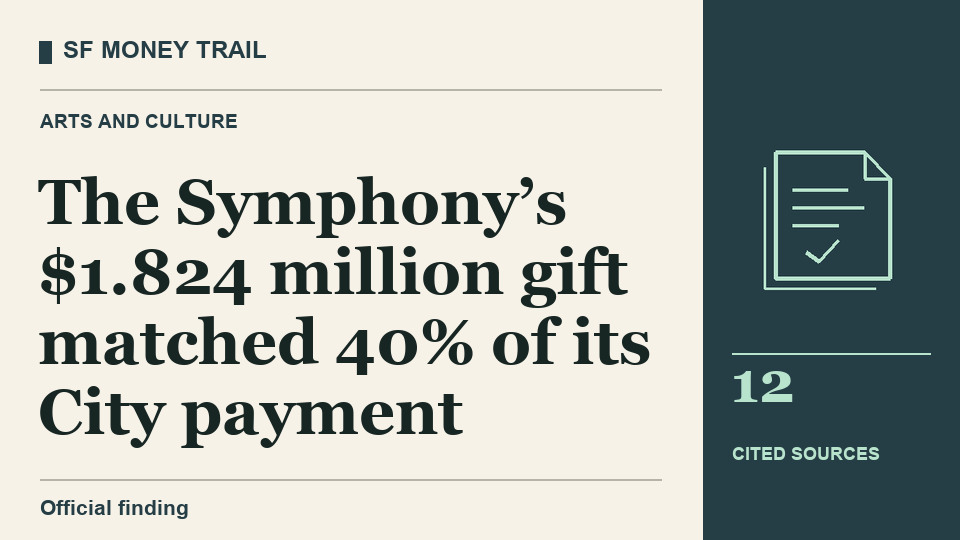 SF MONEY TRAIL
ARTS AND CULTURE
The Symphony’s
$1.824 million gift
matched 40% of its
City payment
Official finding
12
CITED SOURCES